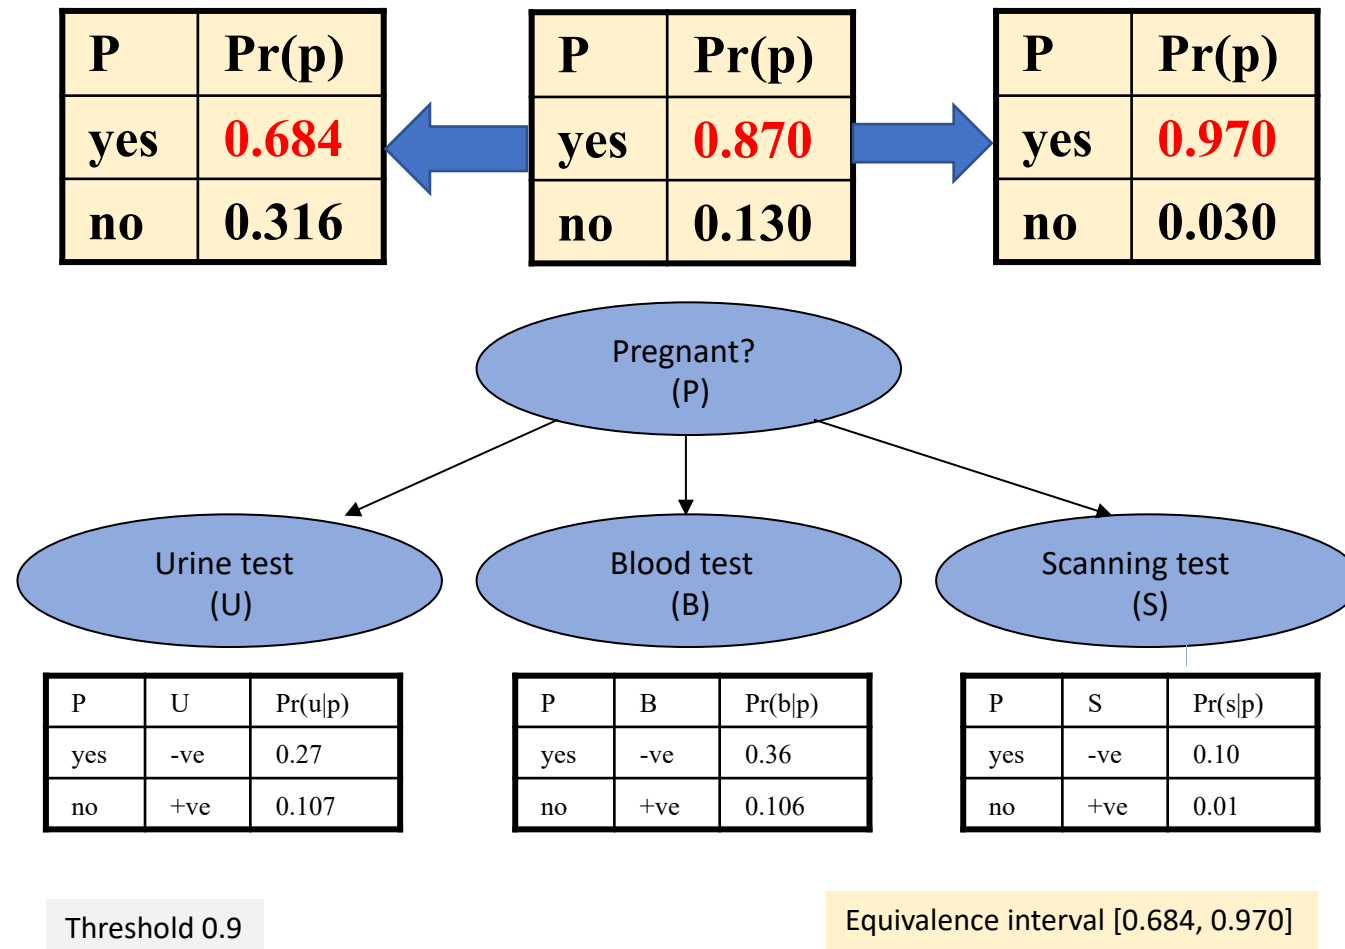 P Pr(p)
yes 0.684
no 0.316
P Pr(p)
yes 0.870
no 0.130
P Pr(p)
yes 0.970
no 0.030
Pregnant?
(P)
Urine test
(U)
Blood test
(B)
Scanning test
(S)
P U Pr(u|p)
yes -ve 0.27
no +ve 0.107
P B Pr(b|p)
yes -ve 0.36
no +ve 0.106
P S Pr(s|p)
yes -ve 0.10
no +ve 0.01
Threshold 0.9
Equivalence interval [0.684, 0.970]